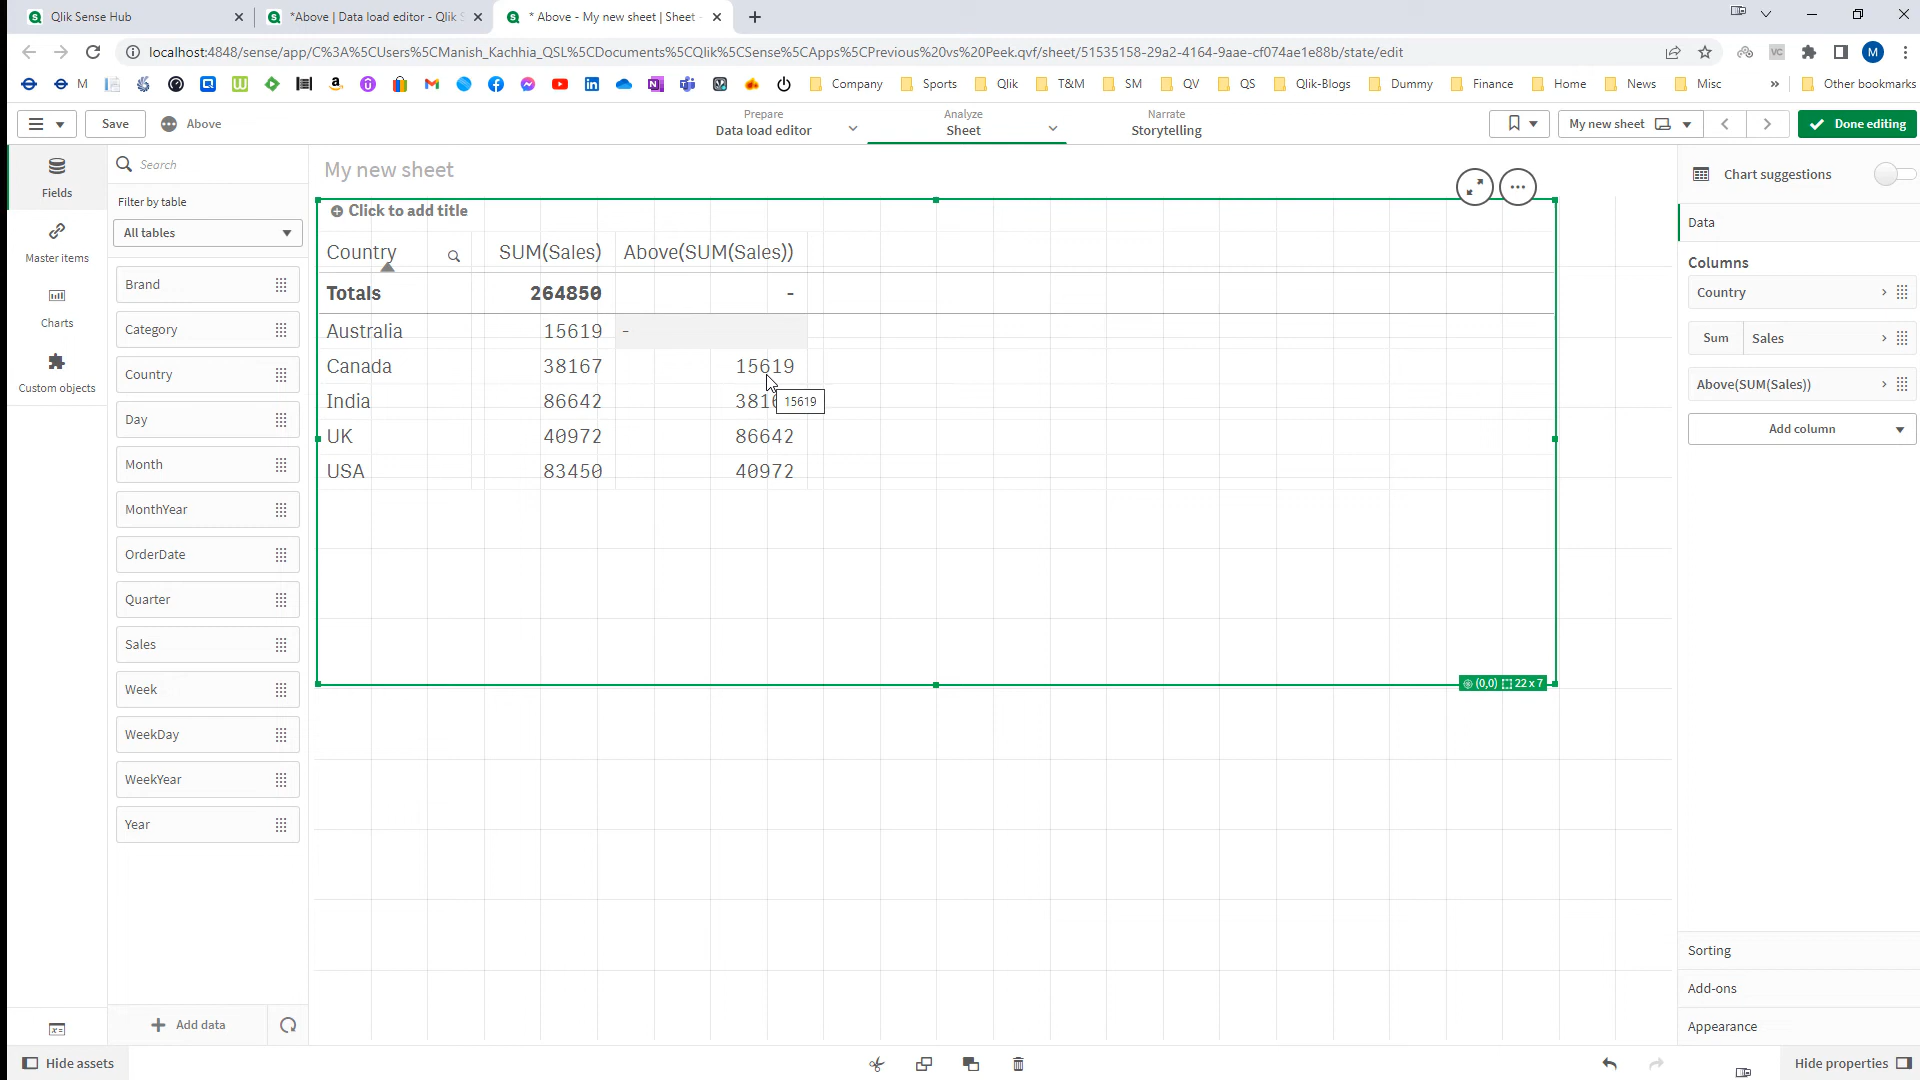 Qlik Sense Hub
*Above | Data load editor - Qlik S
* Above - My new sheet | Sheet -
localhost:4848/sense/app/C%3A%5CUsers%5CManish_Kachhia_QSL%5CDocuments%5CQlik%5CSense%5CApps%5CPrevious%20vs%20Peek.qvf/sheet/51535158-29a2-4164-9aae-cf074ae1e88b/state/edit
VC
M
M
Company
Sports
Qlik
T&M
SM
QV
QS
Qlik-Blogs
Dummy
Finance
Home
News
Misc
»
Other bookmarks
Save
Above
Prepare
Data load editor
Analyze
Sheet
Narrate
Storytelling
My new sheet
Done editing
Fields
Master items
Charts
Custom objects
Search
Filter by table
All tables
Brand
Category
Country
Day
Month
MonthYear
OrderDate
Quarter
Sales
Week
WeekDay
WeekYear
Year
Add data
Hide assets
My new sheet
Click to add title
Country SUM(Sales) Above(SUM(Sales))
Totals 264850 -
Australia 15619 -
Canada 38167 15619
India 86642 381
15619
UK 40972 86642
USA 83450 40972
(0,0) 22 x 7
Chart suggestions
Data
Columns
Country
Sum Sales
Above(SUM(Sales))
Add column
Sorting
Add-ons
Appearance
Hide properties